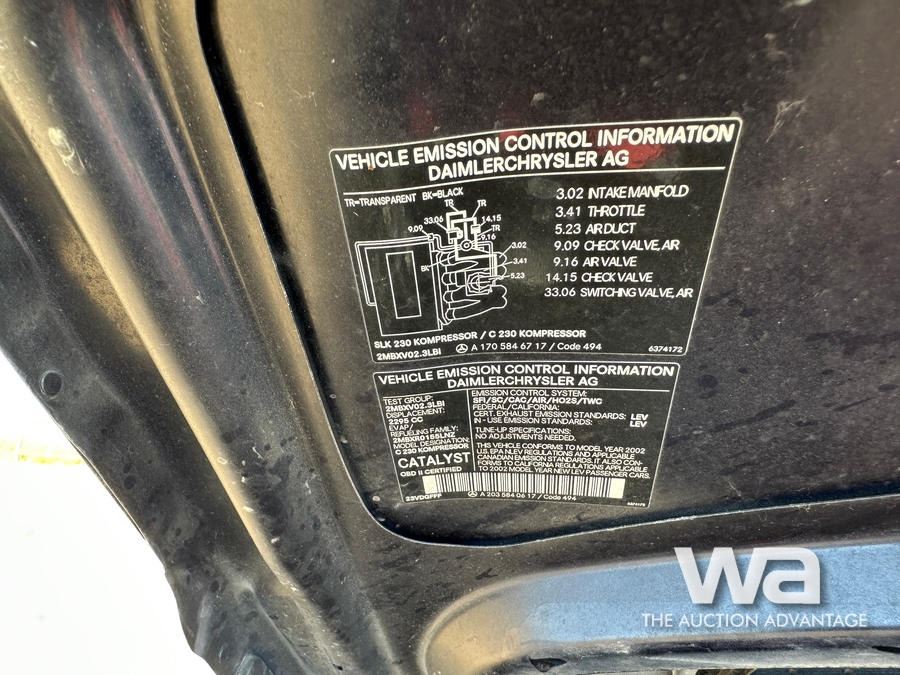 VEHICLE EMISSION CONTROL INFORMATION
DAIMLERCHRYSLER AG
TR=TRANSPARENT BK=BLACK
TR
TR
33.06
14.15
TR
9.09
9.16
3.02
BK
3.41
5.23
3.02 INTAKE MANIFOLD
3.41 THROTTLE
5.23 AIR DUCT
9.09 CHECK VALVE, AIR
9.16 AIR VALVE
14.15 CHECK VALVE
33.06 SWITCHING VALVE, AIR
SLK 230 KOMPRESSOR / C 230 KOMPRESSOR
2MBXV02.3LBI A 170 584 67 17 / Code 494 6374172
VEHICLE EMISSION CONTROL INFORMATION
DAIMLERCHRYSLER AG
TEST GROUP:
2MBXV02.3LBI
DISPLACEMENT:
2295 CC
EVAP/
REFUELING FAMILY:
2MBXR0155LNZ
MODEL DESIGNATION:
C 230 KOMPRESSOR
CATALYST
OBD II CERTIFIED
EMISSION CONTROL SYSTEM:
SFI/SC/CAC/AIR/HO2S/TWC
FEDERAL/CALIFORNIA:
CERT. EXHAUST EMISSION STANDARDS: LEV
IN - USE EMISSION STANDARDS: LEV
TUNE-UP SPECIFICATIONS:
NO ADJUSTMENTS NEEDED.
THIS VEHICLE CONFORMS TO MODEL YEAR 2002
U.S. EPA NLEV REGULATIONS AND APPLICABLE
CANADIAN EMISSION STANDARDS. IT ALSO CON-
FORMS TO CALIFORNIA REGULATIONS APPLICABLE
TO 2002 MODEL YEAR NEW LEV PASSENGER CARS.
23VDGFFF A 203 584 06 17 / Code 494
wa
THE AUCTION ADVANTAGE